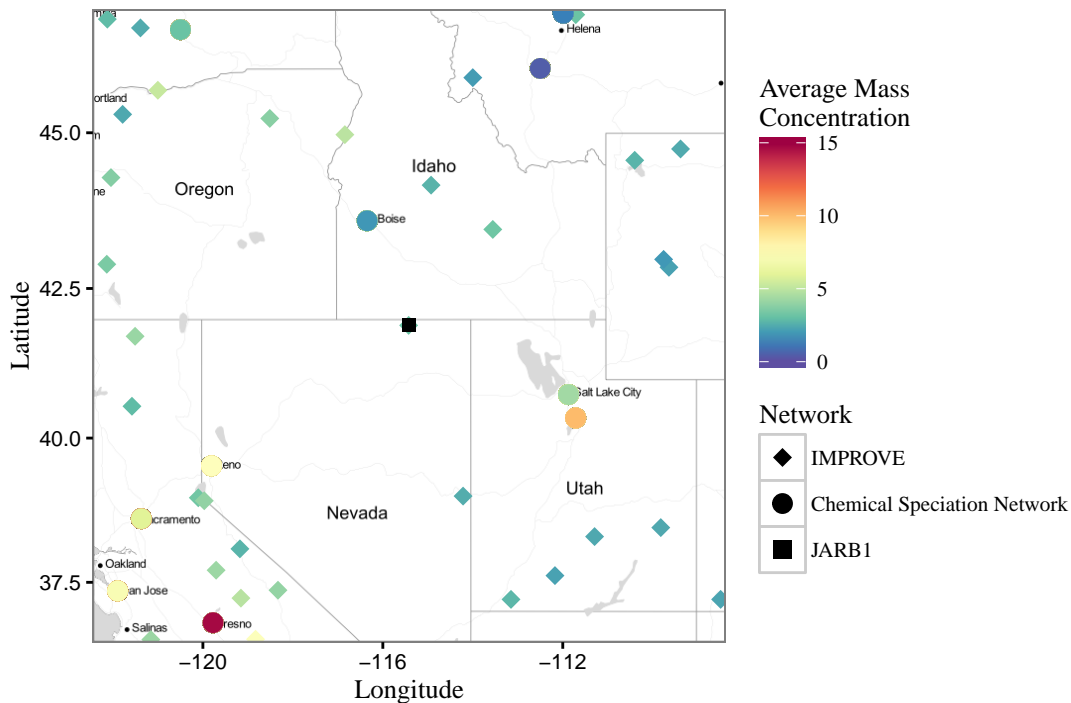 Helena
ortland
Idaho
Oregon
Boise
Salt Lake City
eno
Utah
Nevada
cramento
Oakland
an Jose
Salinas
resno
45.0
42.5
40.0
37.5
Latitude
−120
−116
−112
Longitude
Average Mass
Concentration
15
10
5
0
Network
IMPROVE
Chemical Speciation Network
JARB1